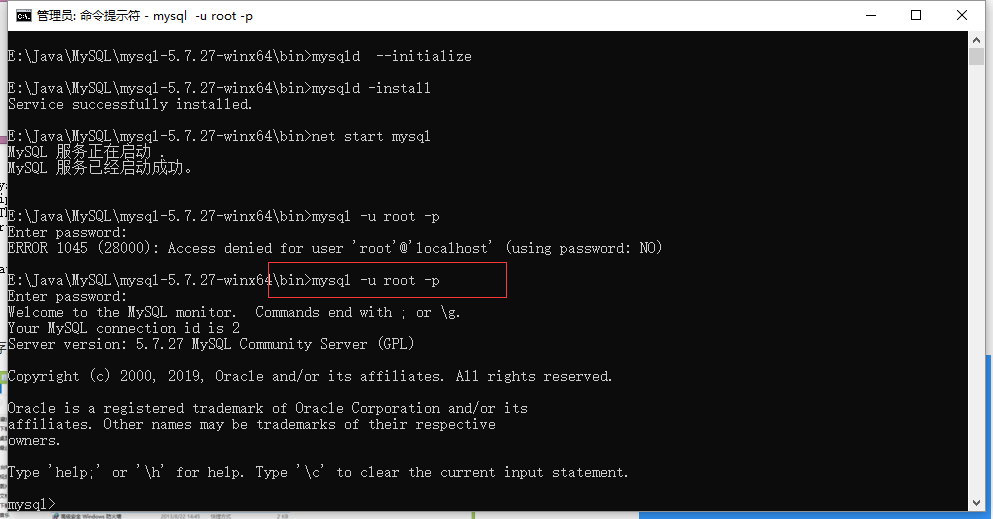 管理员: 命令提示符 - mysql -u root -p
E:\Java\MySQL\mysql-5.7.27-winx64\bin>mysqld  --initialize
E:\Java\MySQL\mysql-5.7.27-winx64\bin>mysqld -install
Service successfully installed.
E:\Java\MySQL\mysql-5.7.27-winx64\bin>net start mysql
MySQL 服务正在启动 .
MySQL 服务已经启动成功。
E:\Java\MySQL\mysql-5.7.27-winx64\bin>mysql -u root -p
Enter password:
ERROR 1045 (28000): Access denied for user 'root'@'localhost' (using password: NO)
E:\Java\MySQL\mysql-5.7.27-winx64\bin>mysql -u root -p
Enter password:
Welcome to the MySQL monitor.  Commands end with ; or \g.
Your MySQL connection id is 2
Server version: 5.7.27 MySQL Community Server (GPL)
Copyright (c) 2000, 2019, Oracle and/or its affiliates. All rights reserved.
Oracle is a registered trademark of Oracle Corporation and/or its
affiliates. Other names may be trademarks of their respective
owners.
Type 'help;' or '\h' for help. Type '\c' to clear the current input statement.
mysql>